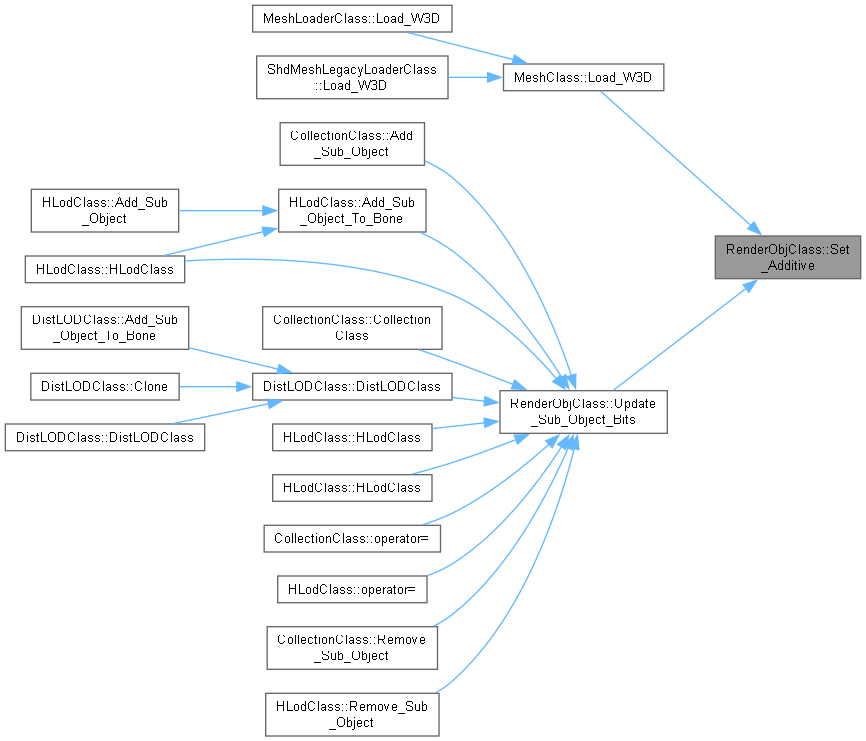 MeshLoaderClass::Load_W3D
ShdMeshLegacyLoaderClass
::Load_W3D
MeshClass::Load_W3D
CollectionClass::Add
_Sub_Object
HLodClass::Add_Sub
_Object
HLodClass::Add_Sub
_Object_To_Bone
HLodClass::HLodClass
RenderObjClass::Set
_Additive
DistLODClass::Add_Sub
_Object_To_Bone
CollectionClass::Collection
Class
DistLODClass::Clone
DistLODClass::DistLODClass
DistLODClass::DistLODClass
RenderObjClass::Update
_Sub_Object_Bits
HLodClass::HLodClass
HLodClass::HLodClass
CollectionClass::operator=
HLodClass::operator=
CollectionClass::Remove
_Sub_Object
HLodClass::Remove_Sub
_Object